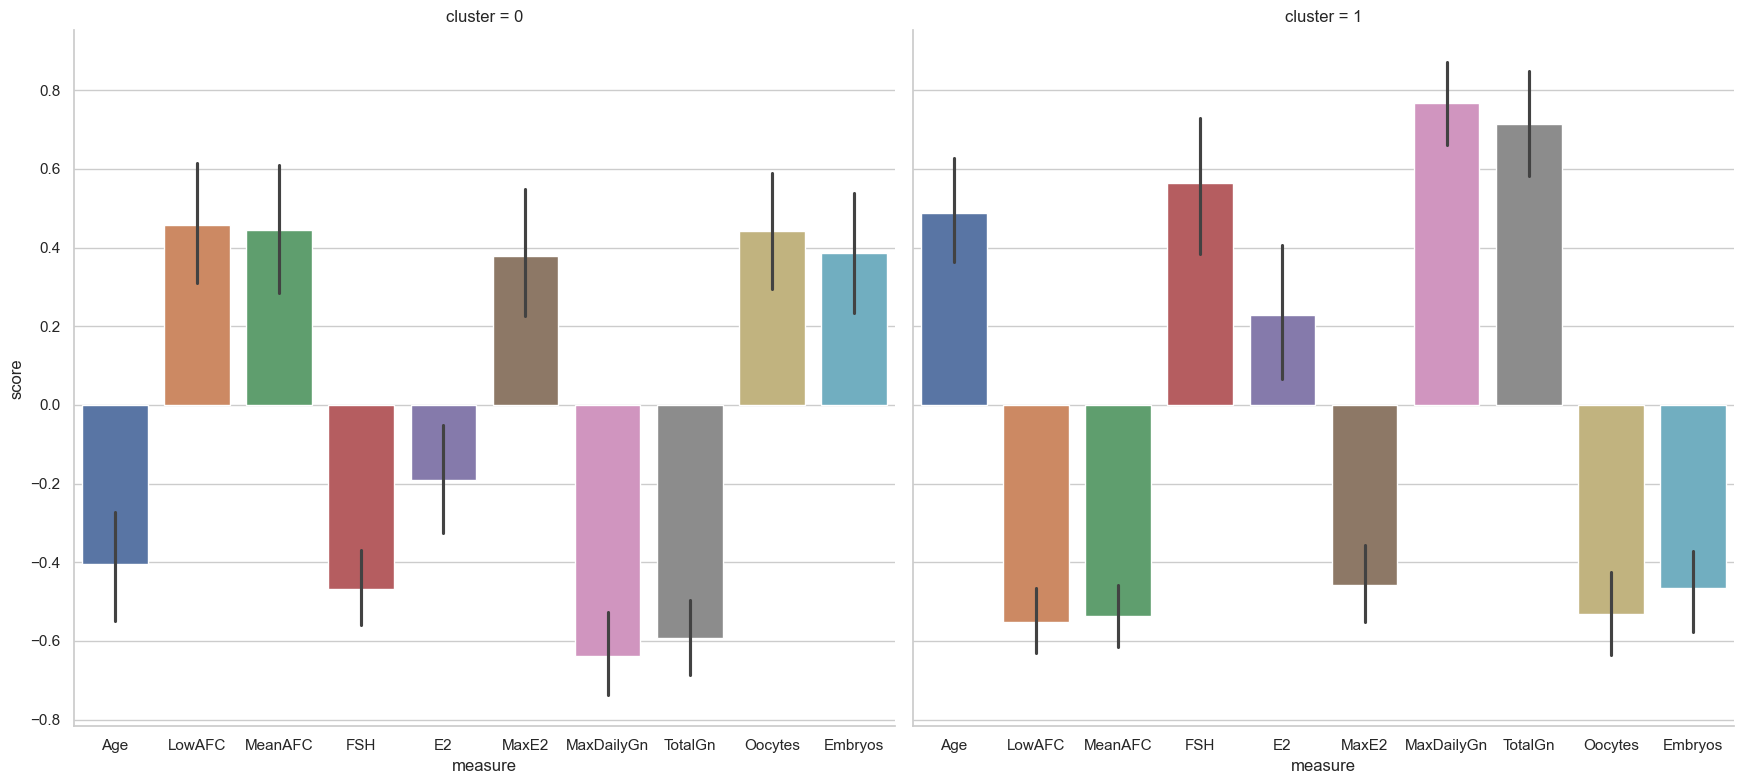 cluster = 0
cluster = 1
score
0.8
0.6
0.4
0.2
0.0
−0.2
−0.4
−0.6
−0.8
Age LowAFC MeanAFC FSH E2 MaxE2 MaxDailyGn TotalGn Oocytes Embryos
measure
Age LowAFC MeanAFC FSH E2 MaxE2 MaxDailyGn TotalGn Oocytes Embryos
measure